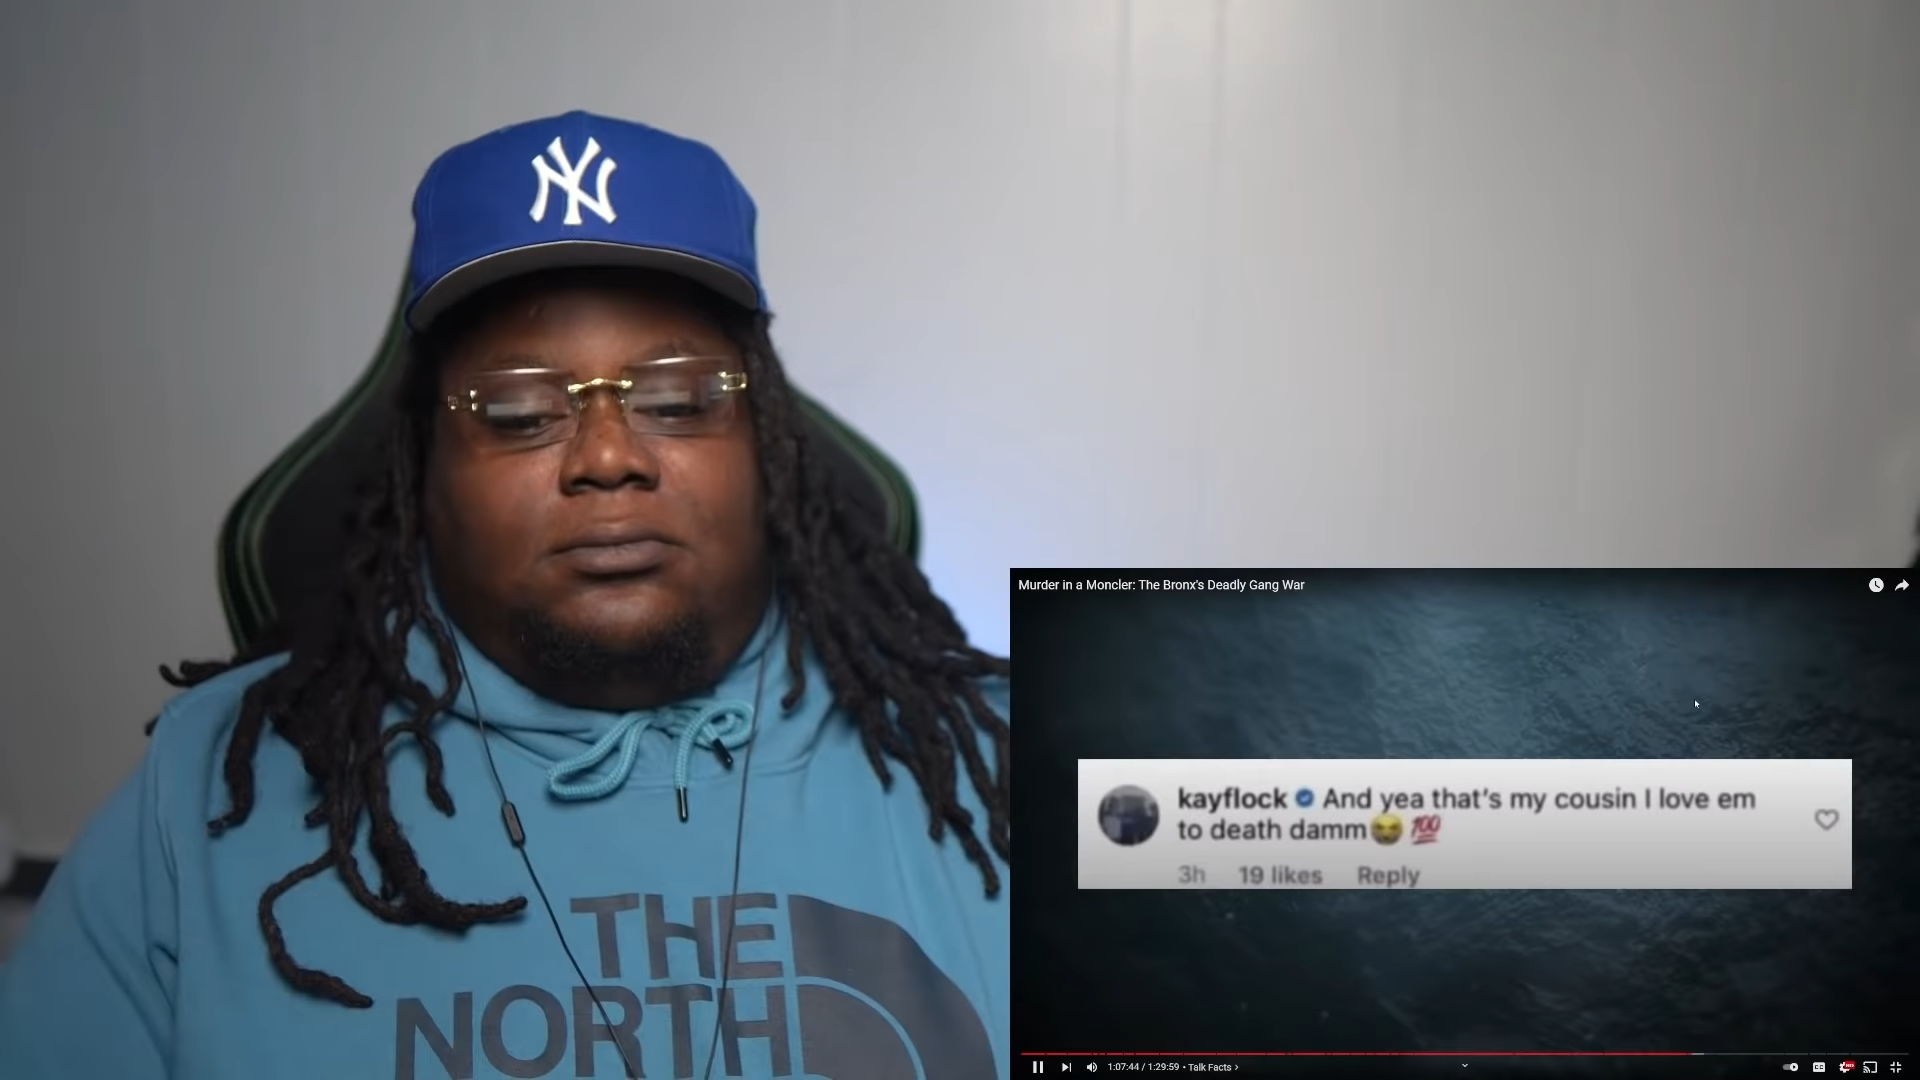 NY
THE
NORTH
Murder in a Moncler: The Bronx's Deadly Gang War
kayflock And yea that's my cousin I love em
to death damm😭💯
3h 19 likes Reply
1:07:44 / 1:29:59 • Talk Facts ›